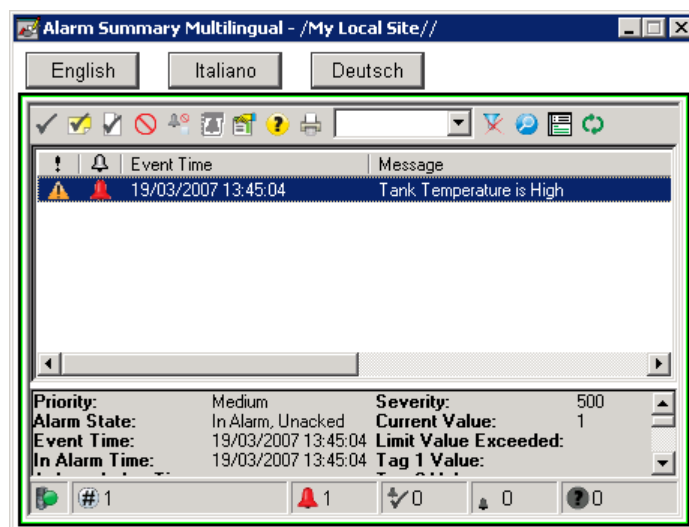 Alarm Summary Multilingual - /My Local Site//
English Italiano Deutsch
! Event Time Message
19/03/2007 13:45:04 Tank Temperature is High
Priority: Medium Severity: 500
Alarm State: In Alarm, Unacked Current Value: 1
Event Time: 19/03/2007 13:45:04 Limit Value Exceeded:
In Alarm Time: 19/03/2007 13:45:04 Tag 1 Value:
# 1 1 0 0 ? 0